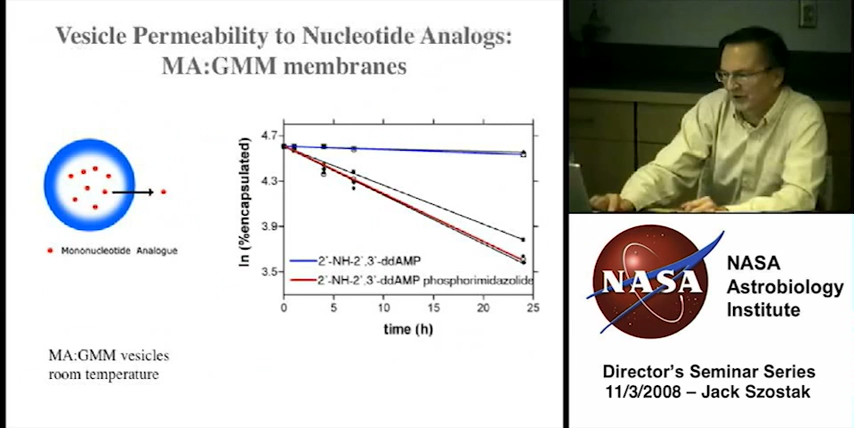 Vesicle Permeability to Nucleotide Analogs:
MA:GMM membranes
Mononucleotide Analogue
MA:GMM vesicles
room temperature
ln (%encapsulated)
4.7
4.3
3.9
3.5
2'-NH-2',3'-ddAMP
2'-NH-2',3'-ddAMP phosphorimidazolide
0 5 10 15 20 25
time (h)
NASA
NASA
Astrobiology
Institute
Director's Seminar Series
11/3/2008 – Jack Szostak